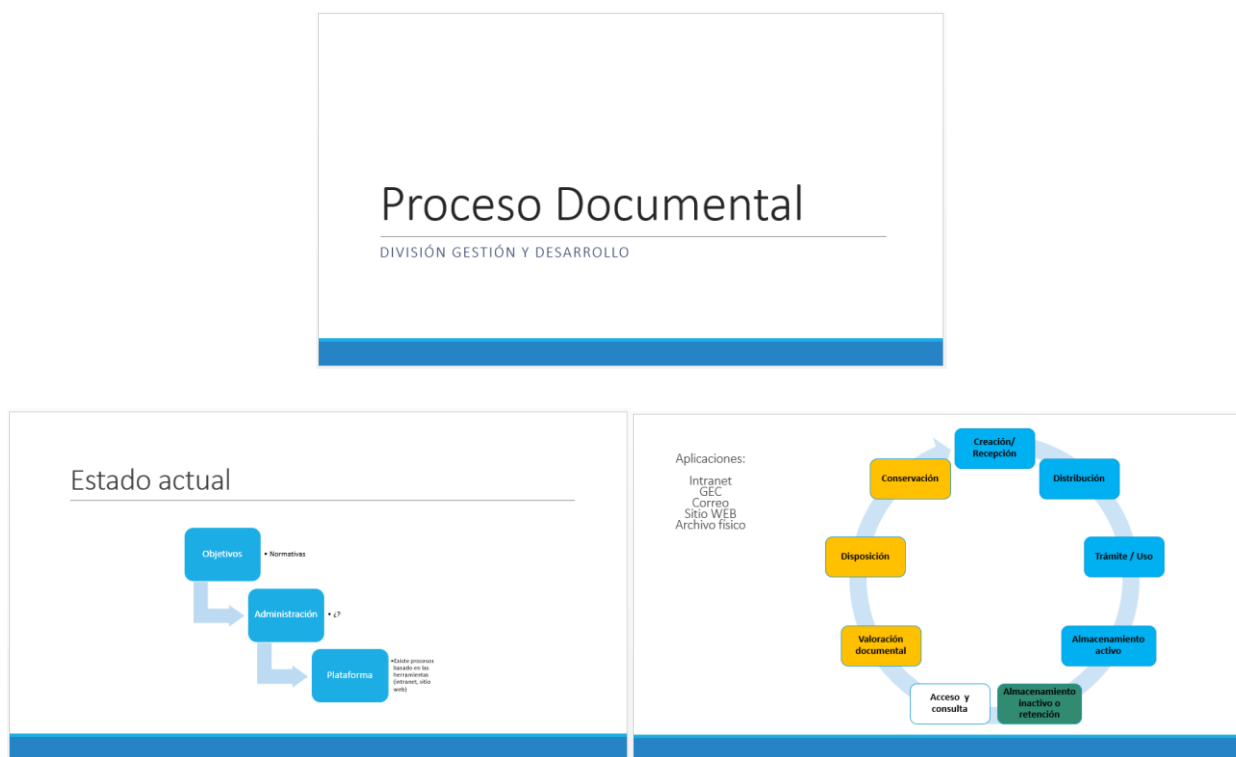 Proceso Documental
DIVISIÓN GESTIÓN Y DESARROLLO
Estado actual
Objetivos
• Normativas
Administración
• ¿?
Plataforma
•Existe procesos
basado en las
herramientas
(intranet, sitio
web)
Aplicaciones:
Intranet
GEC
Correo
Sitio WEB
Archivo físico
Creación/
Recepción
Distribución
Trámite / Uso
Almacenamiento
activo
Almacenamiento
inactivo o
retención
Acceso y
consulta
Valoración
documental
Disposición
Conservación